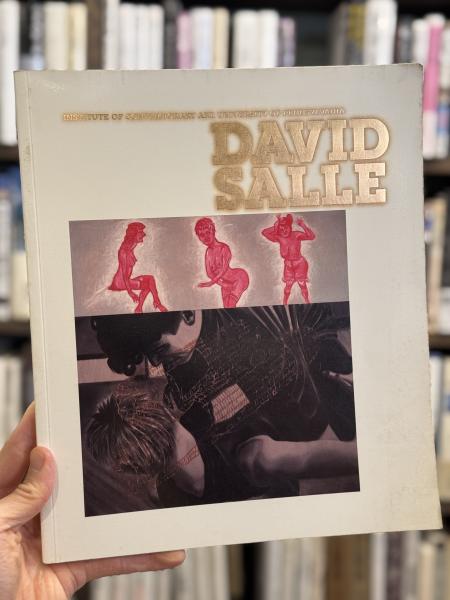 INSTITUTE OF CONTEMPORARY ART UNIVERSITY OF PENNSYLVANIA
DAVID
SALLE